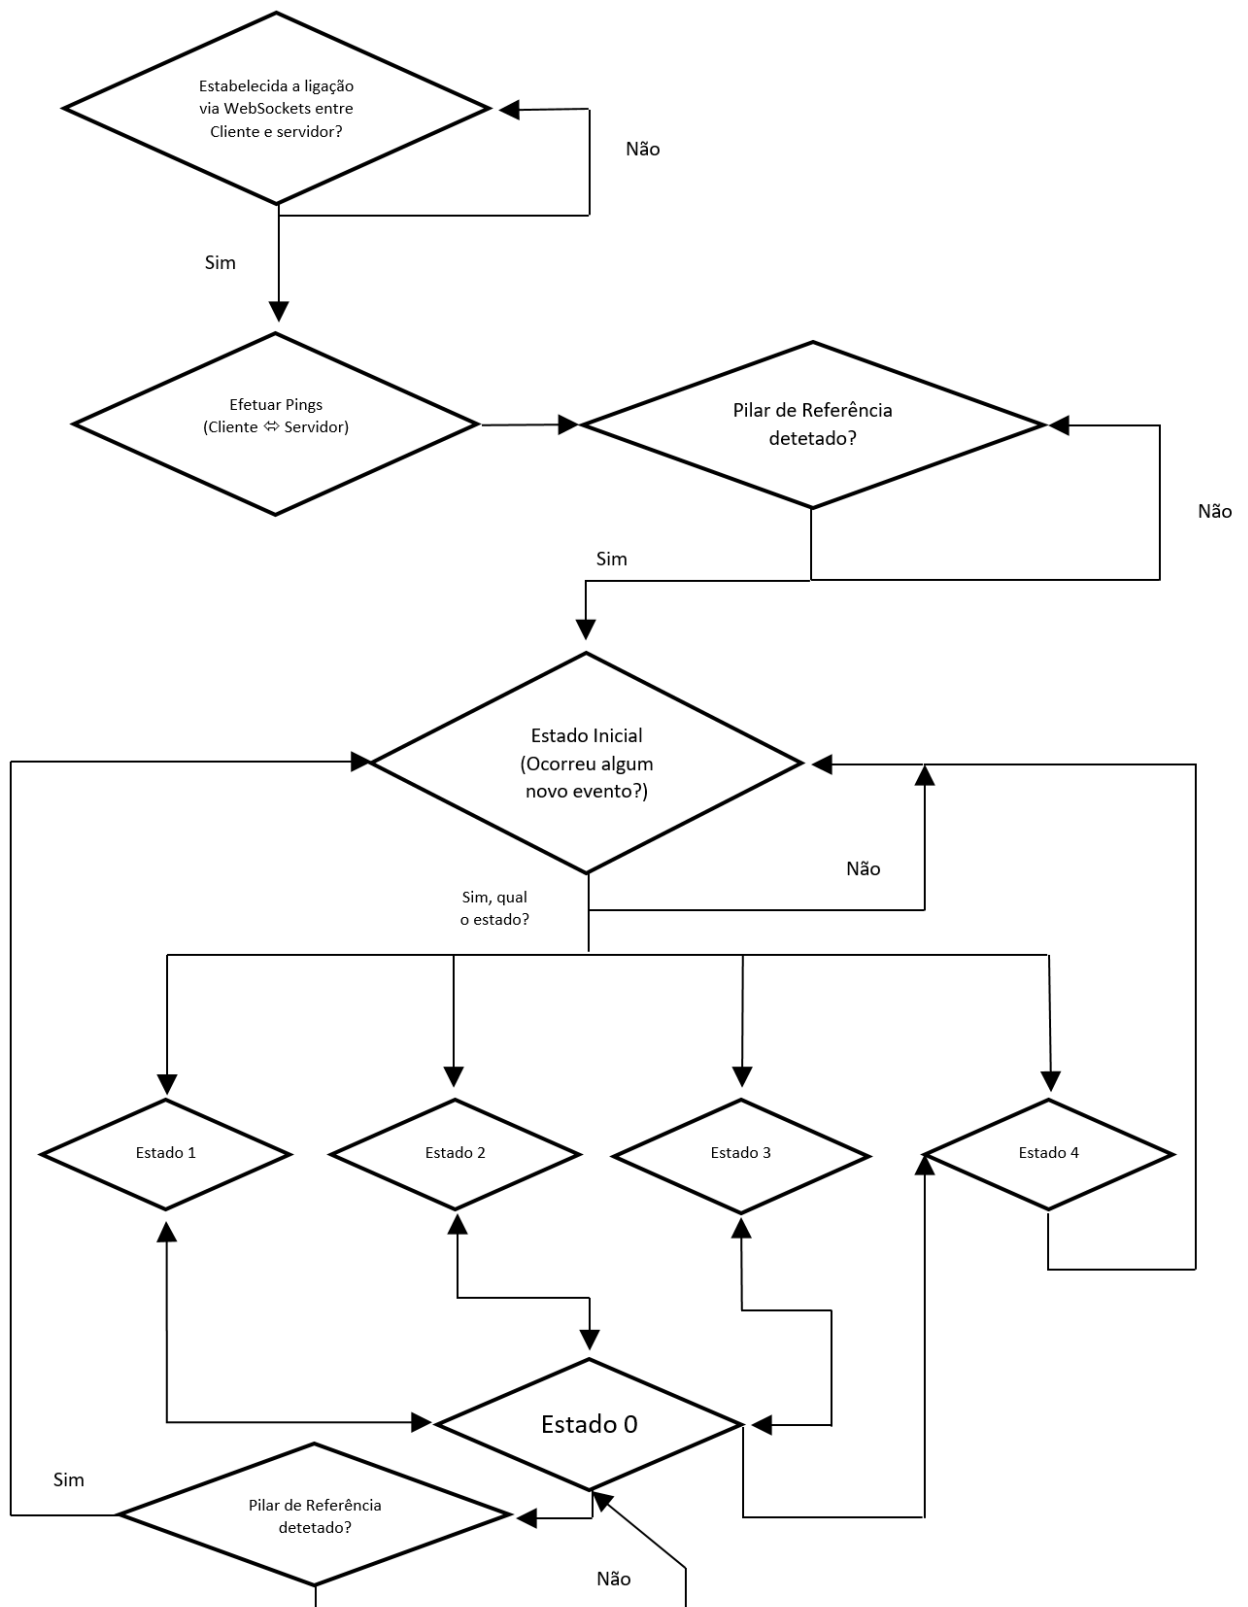 Estabelecida a ligação
via WebSockets entre
Cliente e servidor?
Não
Sim
Efetuar Pings
(Cliente ⬄ Servidor)
Pilar de Referência
detetado?
Não
Sim
Estado Inicial
(Ocorreu algum
novo evento?)
Não
Sim, qual
o estado?
Estado 1
Estado 2
Estado 3
Estado 4
Estado 0
Sim
Pilar de Referência
detetado?
Não